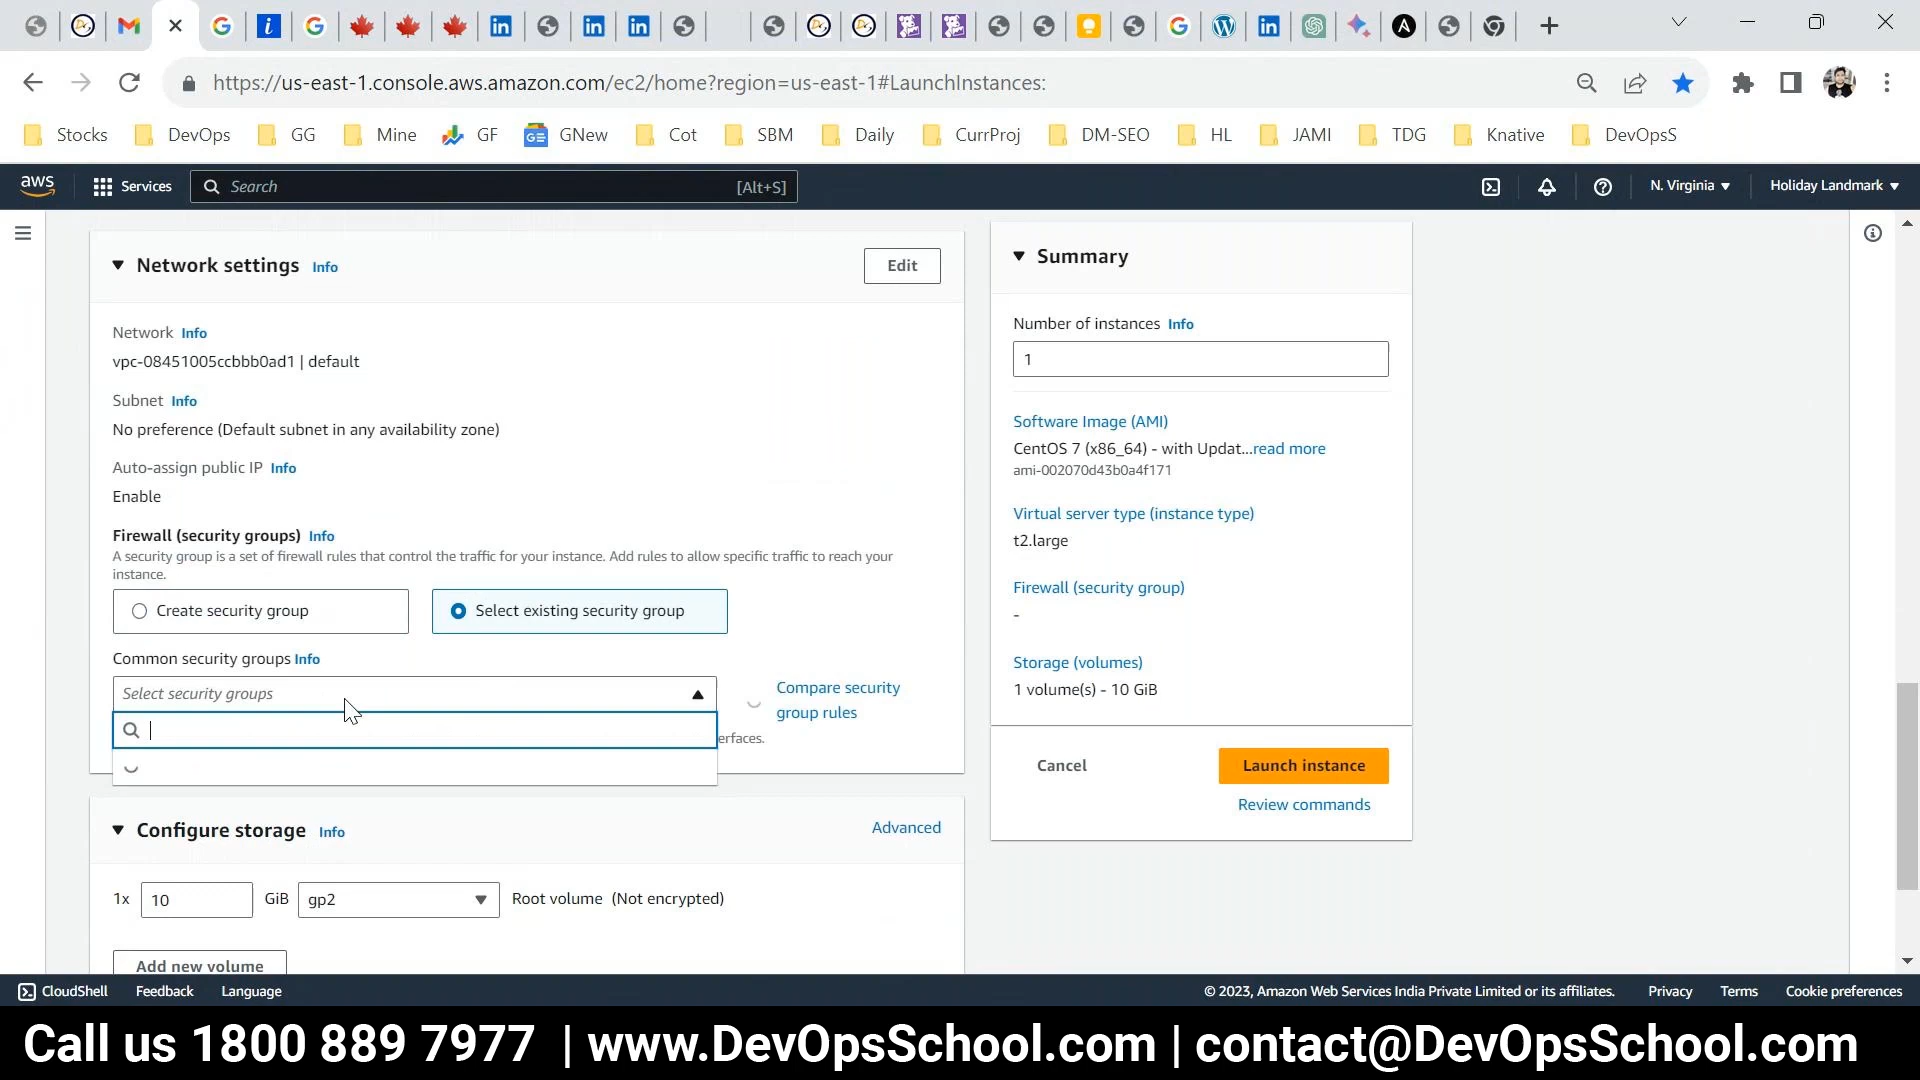 https://us-east-1.console.aws.amazon.com/ec2/home?region=us-east-1#LaunchInstances:
Stocks DevOps GG Mine GF GNew Cot SBM Daily CurrProj DM-SEO HL JAMI TDG Knative DevOpsS
aws Services Search [Alt+S] N. Virginia Holiday Landmark
Network settings Info
Edit
Network Info
vpc-08451005ccbbb0ad1 | default
Subnet Info
No preference (Default subnet in any availability zone)
Auto-assign public IP Info
Enable
Firewall (security groups) Info
A security group is a set of firewall rules that control the traffic for your instance. Add rules to allow specific traffic to reach your
instance.
Create security group
Select existing security group
Common security groups Info
Select security groups
Compare security
group rules
erfaces.
Configure storage Info
Advanced
1x 10 GiB gp2 Root volume (Not encrypted)
Add new volume
Summary
Number of instances Info
1
Software Image (AMI)
CentOS 7 (x86_64) - with Updat...read more
ami-002070d43b0a4f171
Virtual server type (instance type)
t2.large
Firewall (security group)
-
Storage (volumes)
1 volume(s) - 10 GiB
Cancel
Launch instance
Review commands
CloudShell Feedback Language © 2023, Amazon Web Services India Private Limited or its affiliates. Privacy Terms Cookie preferences
Call us 1800 889 7977 | www.DevOpsSchool.com | contact@DevOpsSchool.com